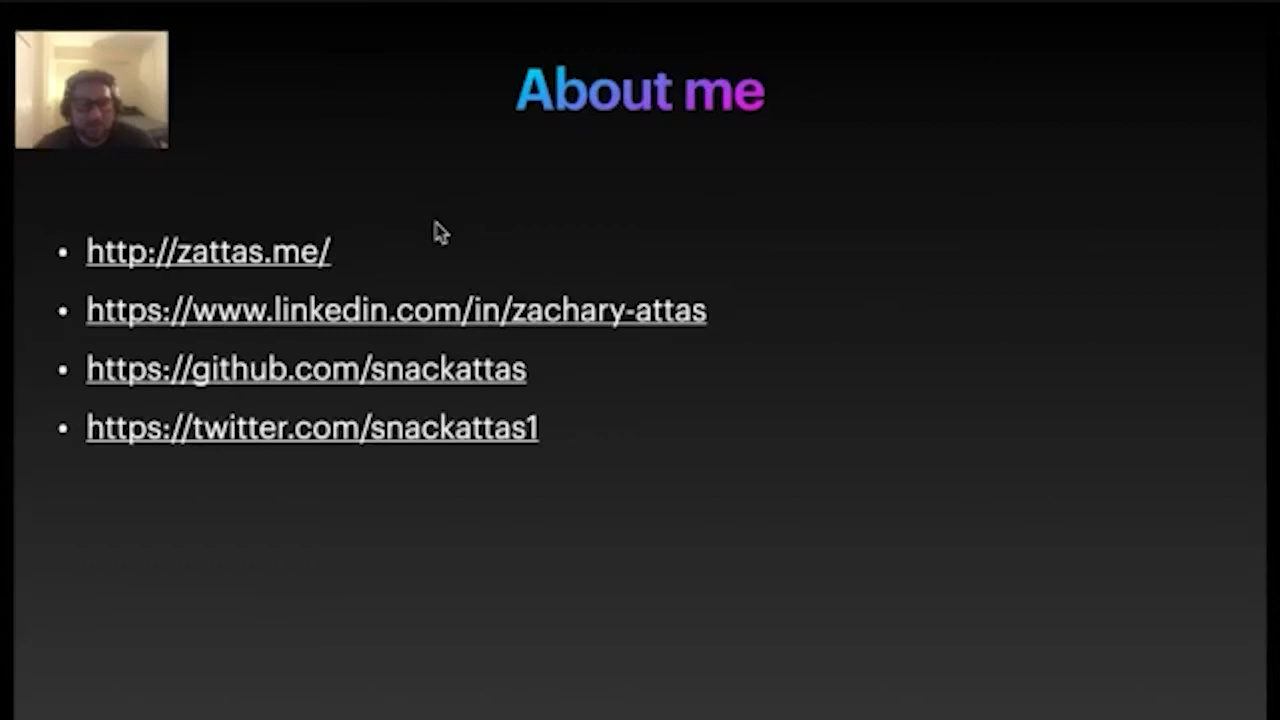 About me
• http://zattas.me/
• https://www.linkedin.com/in/zachary-attas
• https://github.com/snackattas
• https://twitter.com/snackattas1